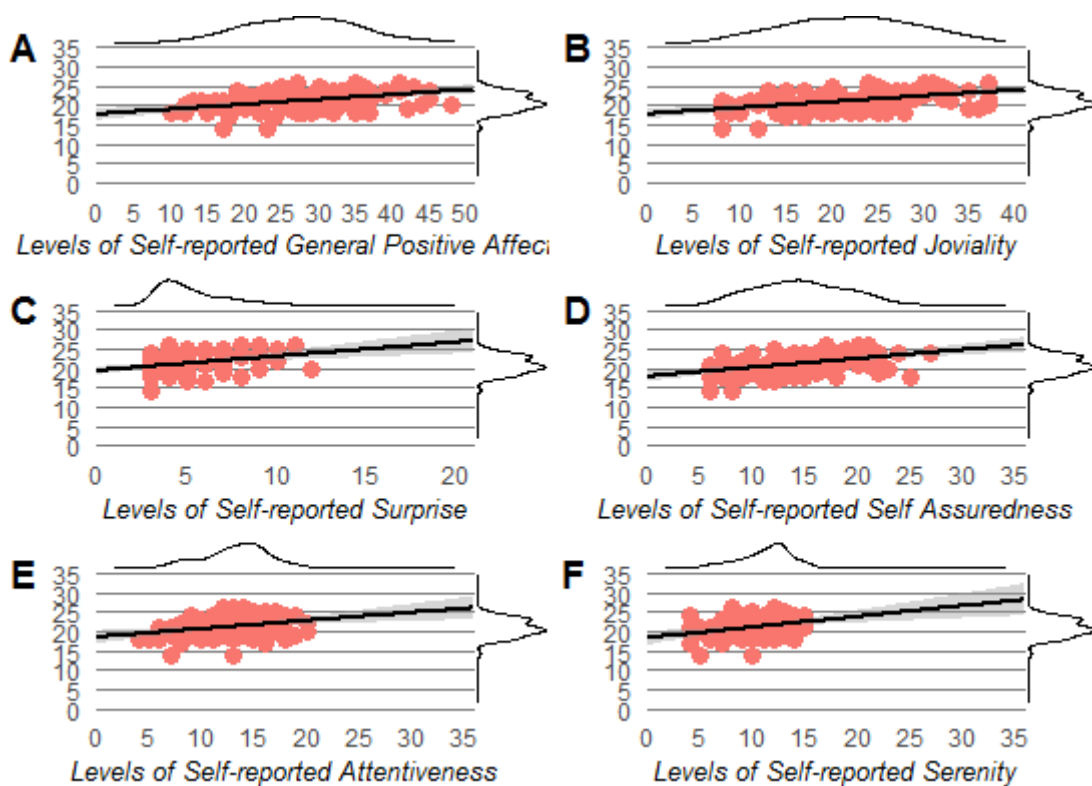 A
35
30
25
20
15
10
5
0
0 5 10 15 20 25 30 35 40 45 50
Levels of Self-reported General Positive Affect
B
35
30
25
20
15
10
5
0
0 5 10 15 20 25 30 35 40
Levels of Self-reported Joviality
C
35
30
25
20
15
10
5
0
0 5 10 15 20
Levels of Self-reported Surprise
D
35
30
25
20
15
10
5
0
0 5 10 15 20 25 30 35
Levels of Self-reported Self Assuredness
E
35
30
25
20
15
10
5
0
0 5 10 15 20 25 30 35
Levels of Self-reported Attentiveness
F
35
30
25
20
15
10
5
0
0 5 10 15 20 25 30 35
Levels of Self-reported Serenity